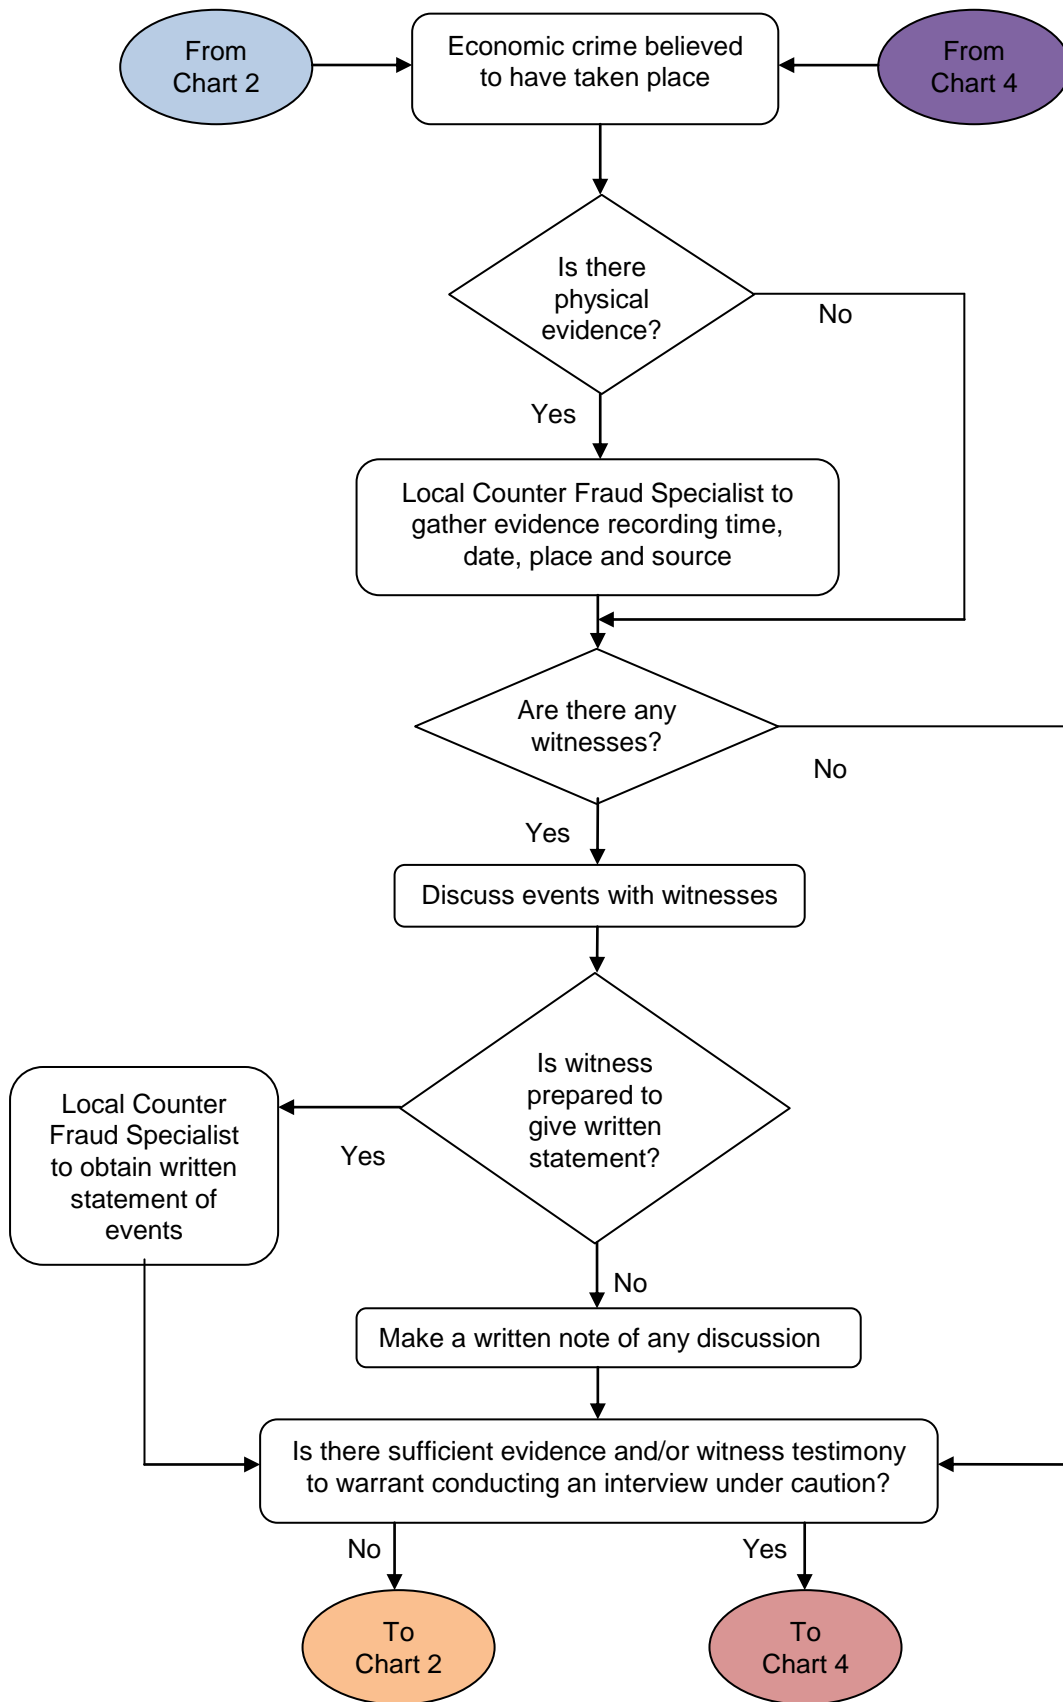 From
Chart 2
Economic crime believed
to have taken place
From
Chart 4
Is there
physical
evidence?
No
Yes
Local Counter Fraud Specialist to
gather evidence recording time,
date, place and source
Are there any
witnesses?
No
Yes
Discuss events with witnesses
Is witness
prepared to
give written
statement?
Local Counter
Fraud Specialist
to obtain written
statement of
events
Yes
No
Make a written note of any discussion
Is there sufficient evidence and/or witness testimony
to warrant conducting an interview under caution?
No
Yes
To
Chart 2
To
Chart 4